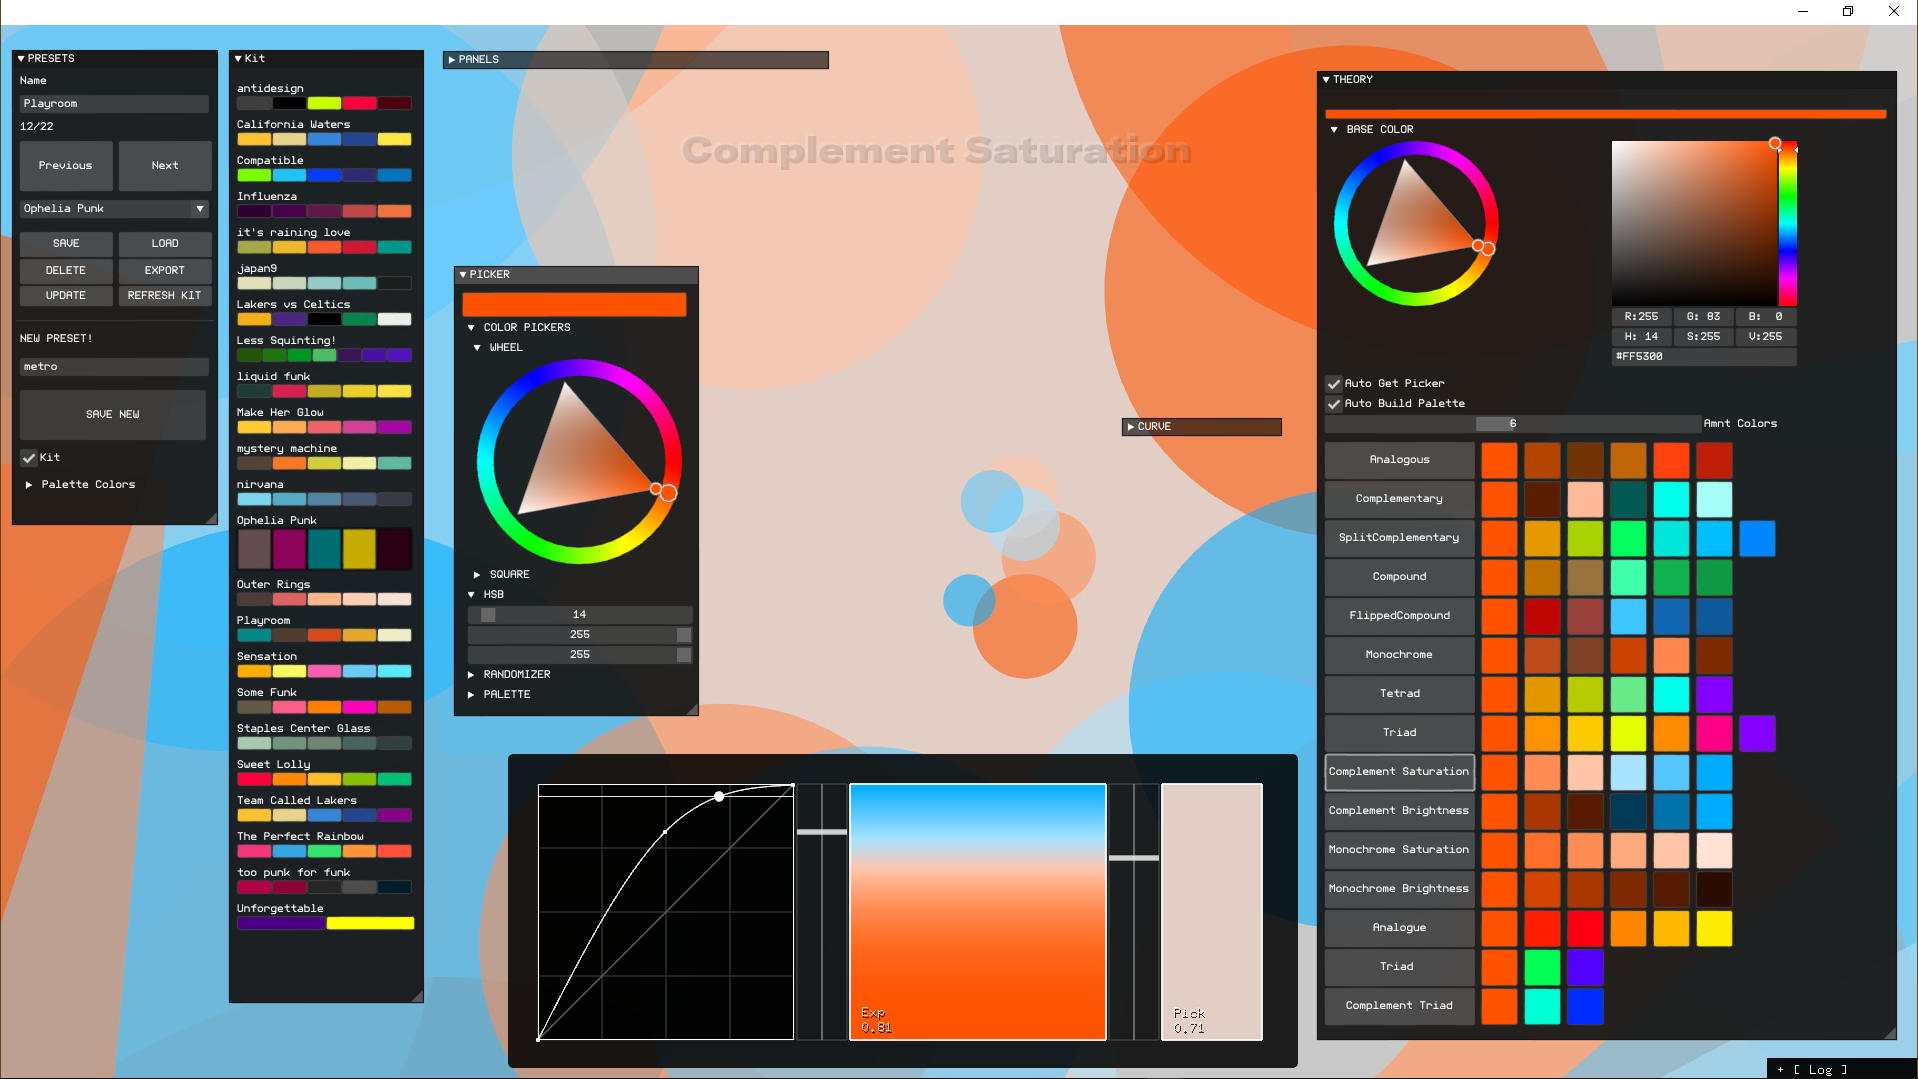 PRESETS
Name
Playroom
12/22
Previous
Next
Ophelia Punk
SAVE
LOAD
DELETE
EXPORT
UPDATE
REFRESH KIT
NEW PRESET!
metro
SAVE NEW
Kit
Palette Colors
Kit
antidesign
California Waters
Compatible
Influenza
it's raining love
japan9
Lakers vs Celtics
Less Squinting!
liquid funk
Make Her Glow
mystery machine
nirvana
Ophelia Punk
Outer Rings
Playroom
Sensation
Some Funk
Staples Center Glass
Sweet Lolly
Team Called Lakers
The Perfect Rainbow
too punk for funk
Unforgettable
PANELS
Complement Saturation
PICKER
COLOR PICKERS
WHEEL
SQUARE
HSB
14
255
255
RANDOMIZER
PALETTE
CURVE
Exp
0.81
Pick
0.71
THEORY
BASE COLOR
R:255 G: 83 B: 0
H: 14 S:255 V:255
#FF5300
Auto Get Picker
Auto Build Palette
6 Amnt Colors
Analogous
Complementary
SplitComplementary
Compound
FlippedCompound
Monochrome
Tetrad
Triad
Complement Saturation
Complement Brightness
Monochrome Saturation
Monochrome Brightness
Analogue
Triad
Complement Triad
+ [ Log ]